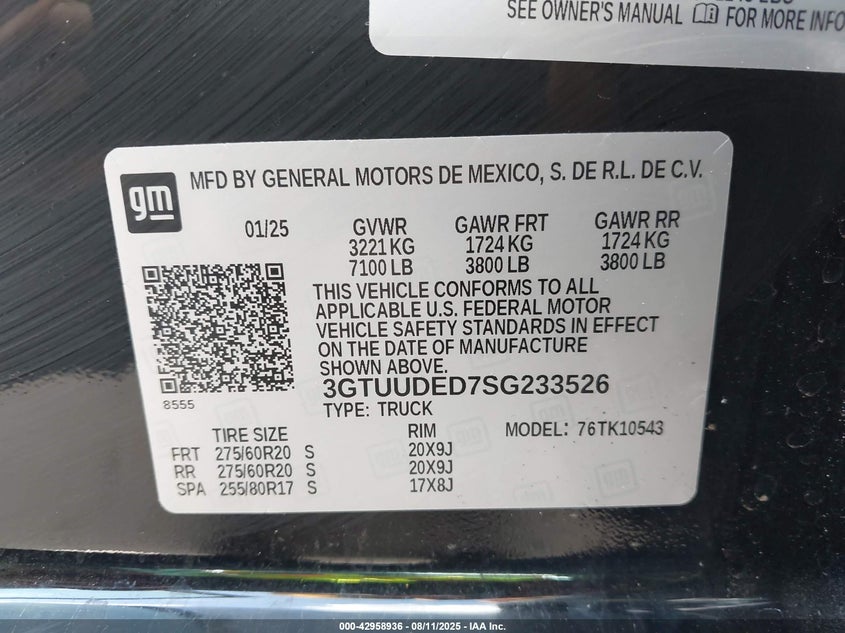 SEE OWNER'S MANUAL FOR MORE INFO
gm
MFD BY GENERAL MOTORS DE MEXICO, S. DE R.L. DE C.V.
01/25 GVWR GAWR FRT GAWR RR
3221 KG 1724 KG 1724 KG
7100 LB 3800 LB 3800 LB
THIS VEHICLE CONFORMS TO ALL
APPLICABLE U.S. FEDERAL MOTOR
VEHICLE SAFETY STANDARDS IN EFFECT
ON THE DATE OF MANUFACTURE
SHOWN ABOVE.
3GTUUDED7SG233526
8555
TYPE: TRUCK
TIRE SIZE RIM MODEL: 76TK10543
FRT 275/60R20 S 20X9J
RR 275/60R20 S 20X9J
SPA 255/80R17 S 17X8J
000-42958936 - 08/11/2025 - IAA Inc.